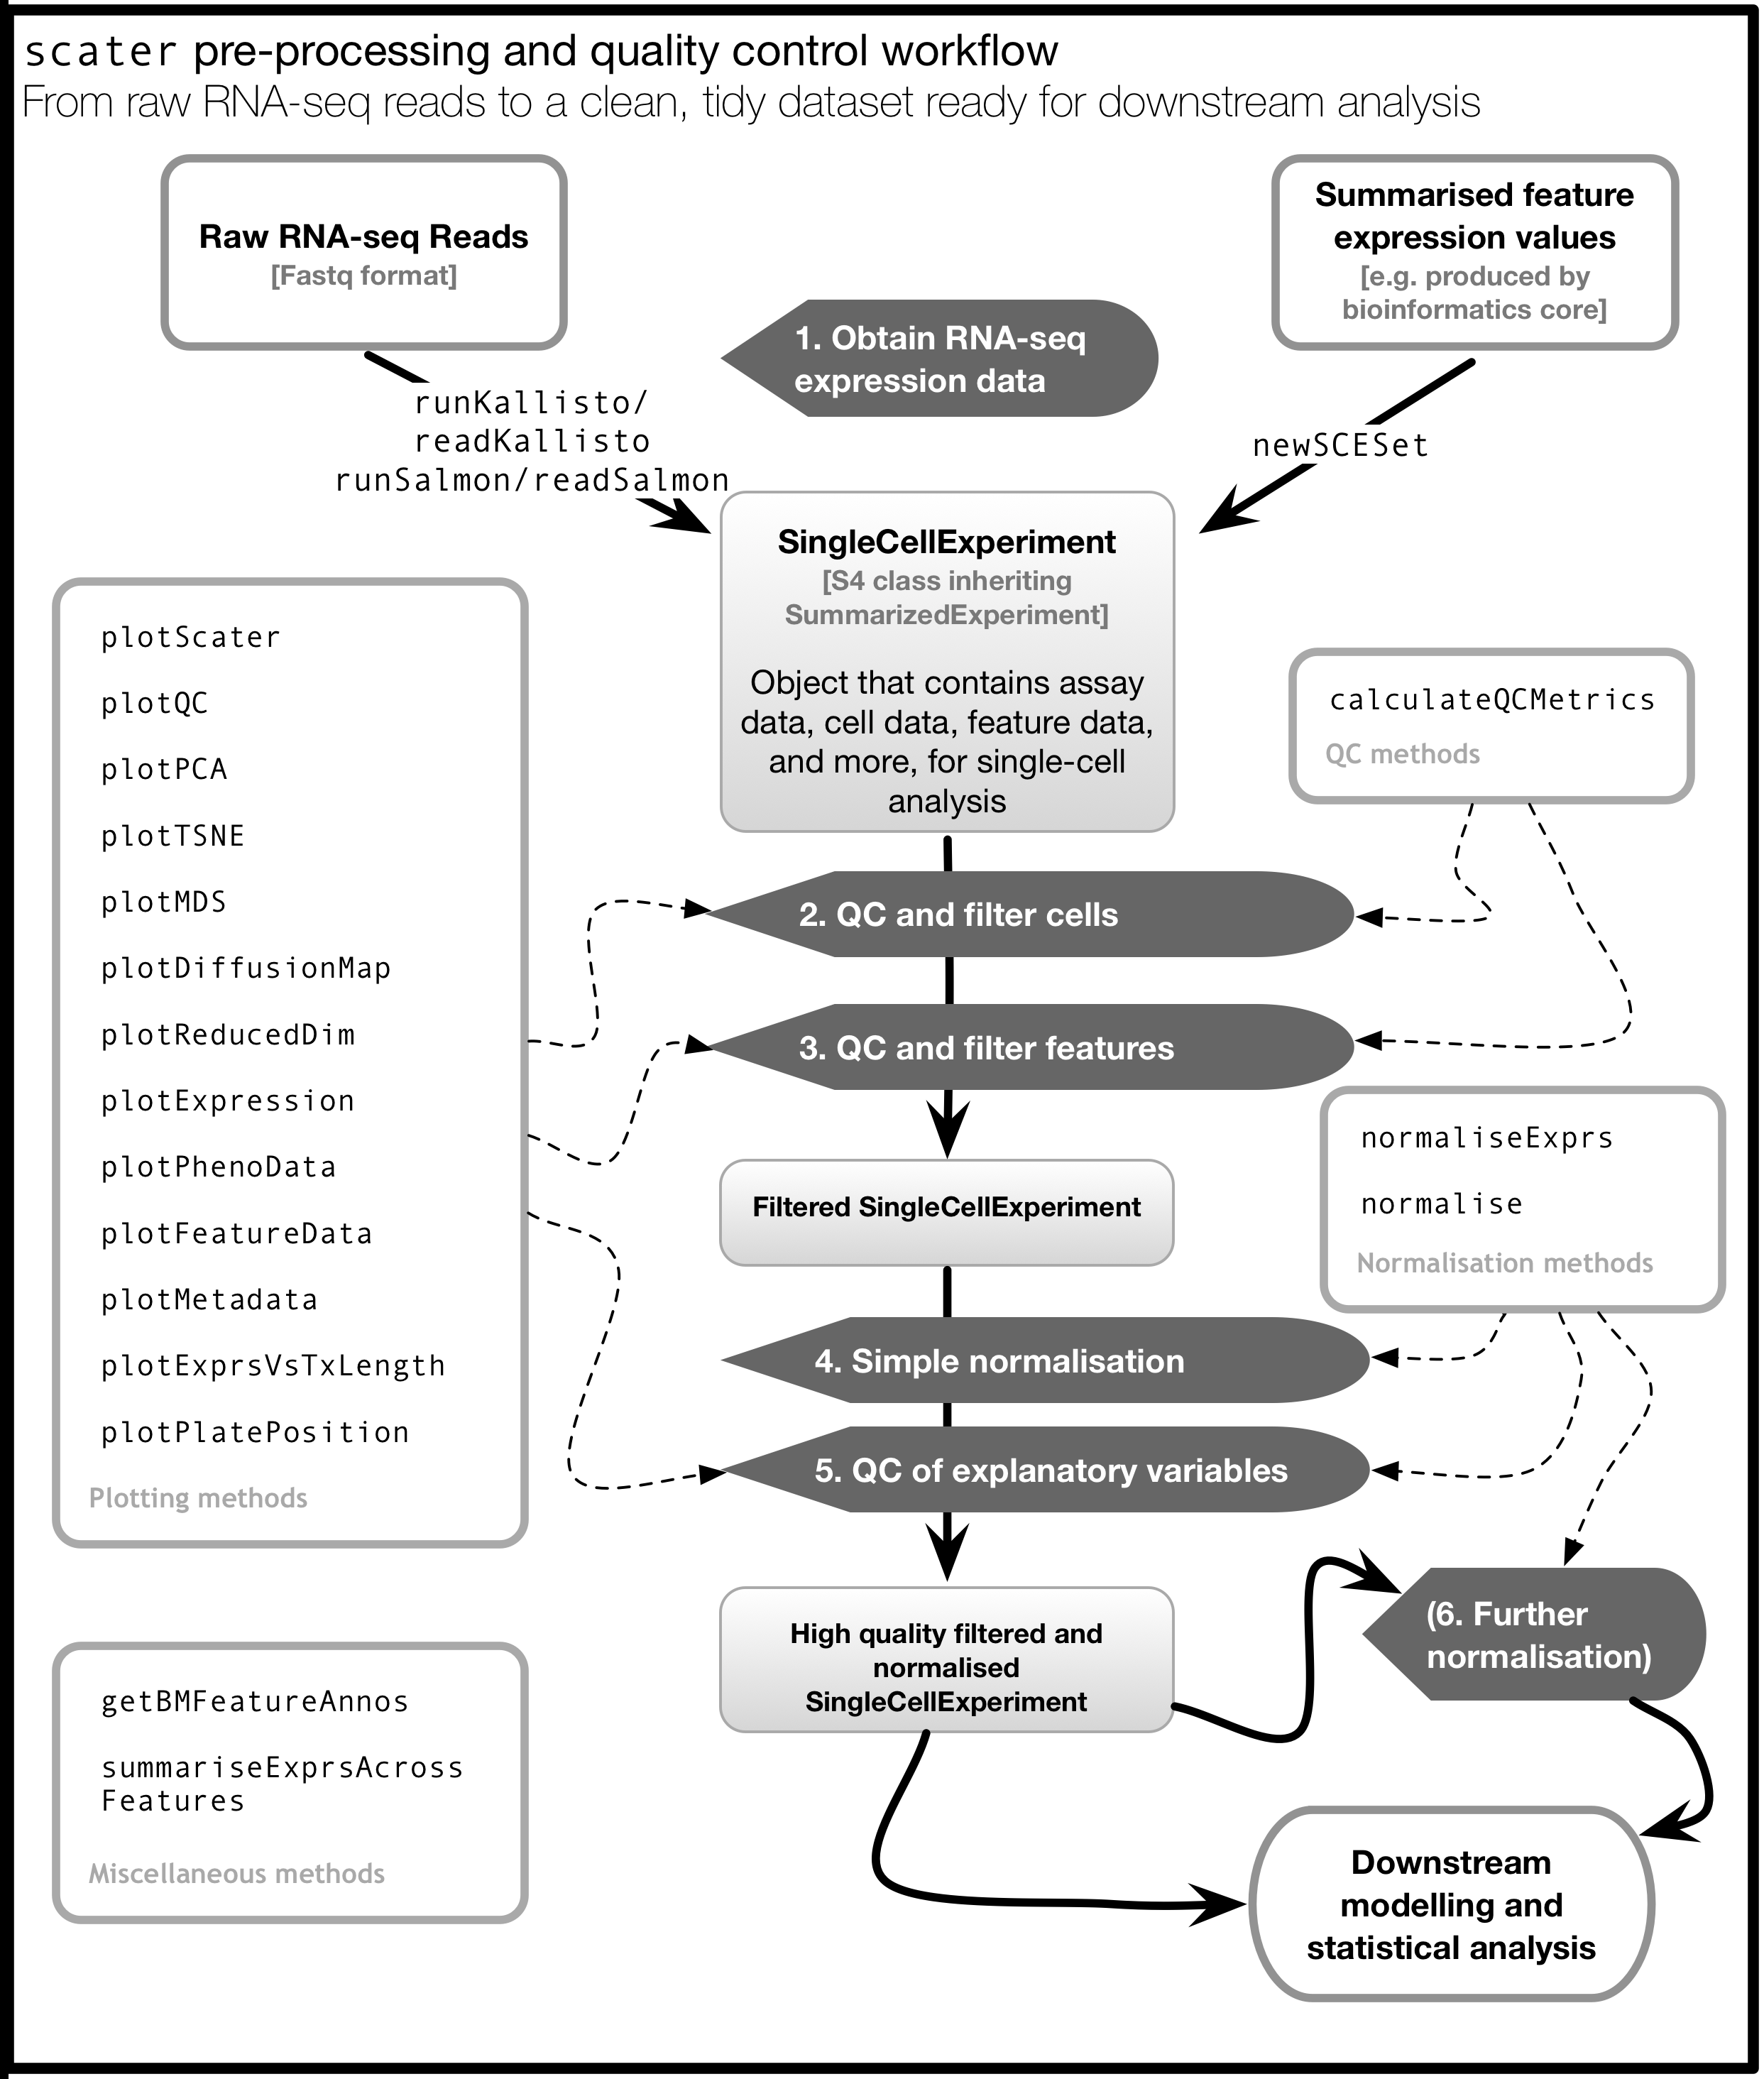 scater pre-processing and quality control workflow
From raw RNA-seq reads to a clean, tidy dataset ready for downstream analysis
Raw RNA-seq Reads
[Fastq format]
Summarised feature
expression values
[e.g. produced by
bioinformatics core]
1. Obtain RNA-seq
expression data
runKallisto/
readKallisto
runSalmon/readSalmon
newSCESet
SingleCellExperiment
[S4 class inheriting
SummarizedExperiment]
Object that contains assay
data, cell data, feature data,
and more, for single-cell
analysis
plotScater
plotQC
plotPCA
plotTSNE
plotMDS
plotDiffusionMap
plotReducedDim
plotExpression
plotPhenoData
plotFeatureData
plotMetadata
plotExprsVsTxLength
plotPlatePosition
Plotting methods
calculateQCMetrics
QC methods
2. QC and filter cells
3. QC and filter features
normaliseExprs
normalise
Normalisation methods
Filtered SingleCellExperiment
4. Simple normalisation
5. QC of explanatory variables
High quality filtered and
normalised
SingleCellExperiment
(6. Further
normalisation)
getBMFeatureAnnos
summariseExprsAcross
Features
Miscellaneous methods
Downstream
modelling and
statistical analysis